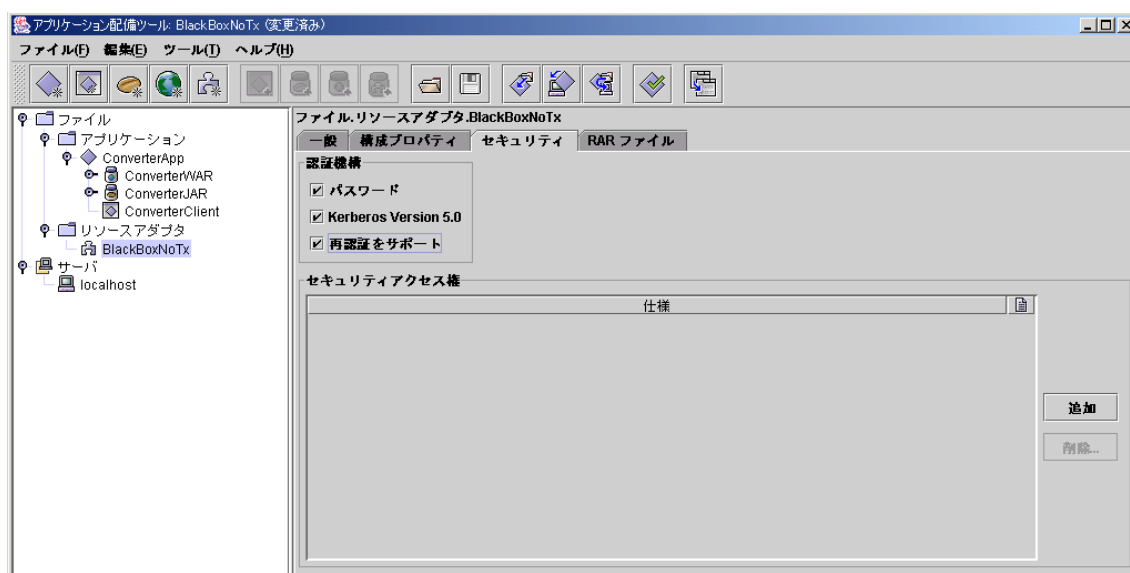 アプリケーション配備ツール: BlackBoxNoTx (変更済み)
ファイル(F) 編集(E) ツール(T) ヘルプ(H)
ファイル
アプリケーション
ConverterApp
ConverterWAR
ConverterJAR
ConverterClient
リソースアダプタ
BlackBoxNoTx
サーバ
localhost
ファイル.リソースアダプタ.BlackBoxNoTx
一般 構成プロパティ セキュリティ RAR ファイル
認証機構
パスワード
Kerberos Version 5.0
再認証をサポート
セキュリティアクセス権
仕様
追加
削除...